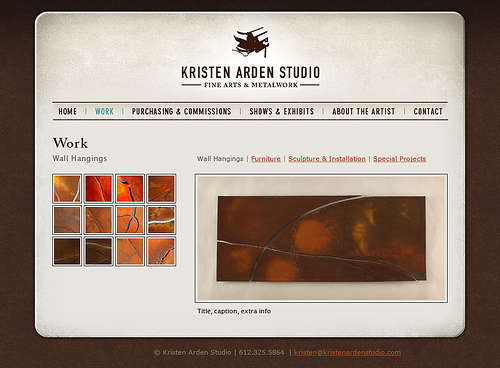 KRISTEN ARDEN STUDIO
FINE ARTS & METALWORK
HOME | WORK | PURCHASING & COMMISSIONS | SHOWS & EXHIBITS | ABOUT THE ARTIST | CONTACT
Work
Wall Hangings
Wall Hangings | Furniture | Sculpture & Installation | Special Projects
Title, caption, extra info
© Kristen Arden Studio | 612.325.5864 | kristen@kristenardenstudio.com